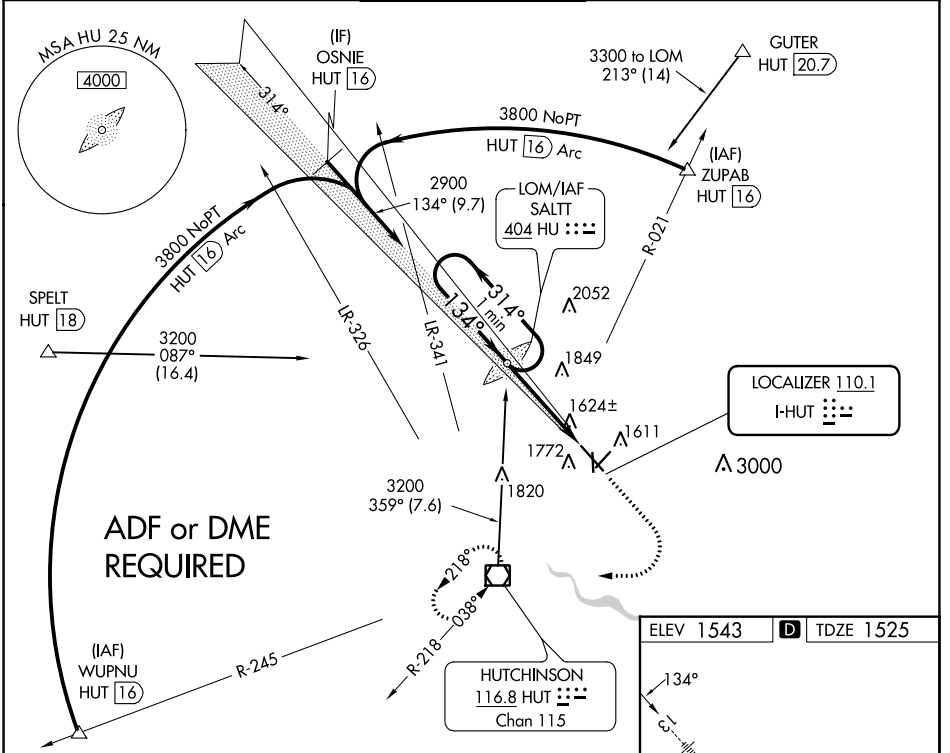 MSA HU 25 NM
4000
(IF)
OSNIE
HUT 16
314°
3300 to LOM
213° (14)
GUTER
HUT 20.7
3800 NoPT
HUT 16 Arc
(IAF)
ZUPAB
HUT 16
2900
134° (9.7)
LOM/IAF
SALTT
404 HU
R-021
3800 NoPT
HUT 16 Arc
SPELT
HUT 18
3200
087°
(16.4)
LR-326
LR-341
134°
314°
1 min
2052
1849
1624±
1611
1772
LOCALIZER 110.1
I-HUT
3000
1820
3200
359° (7.6)
ADF or DME
REQUIRED
218°
038°
R-218
(IAF)
WUPNU
HUT 16
R-245
HUTCHINSON
116.8 HUT
Chan 115
ELEV 1543 D TDZE 1525
134°
13